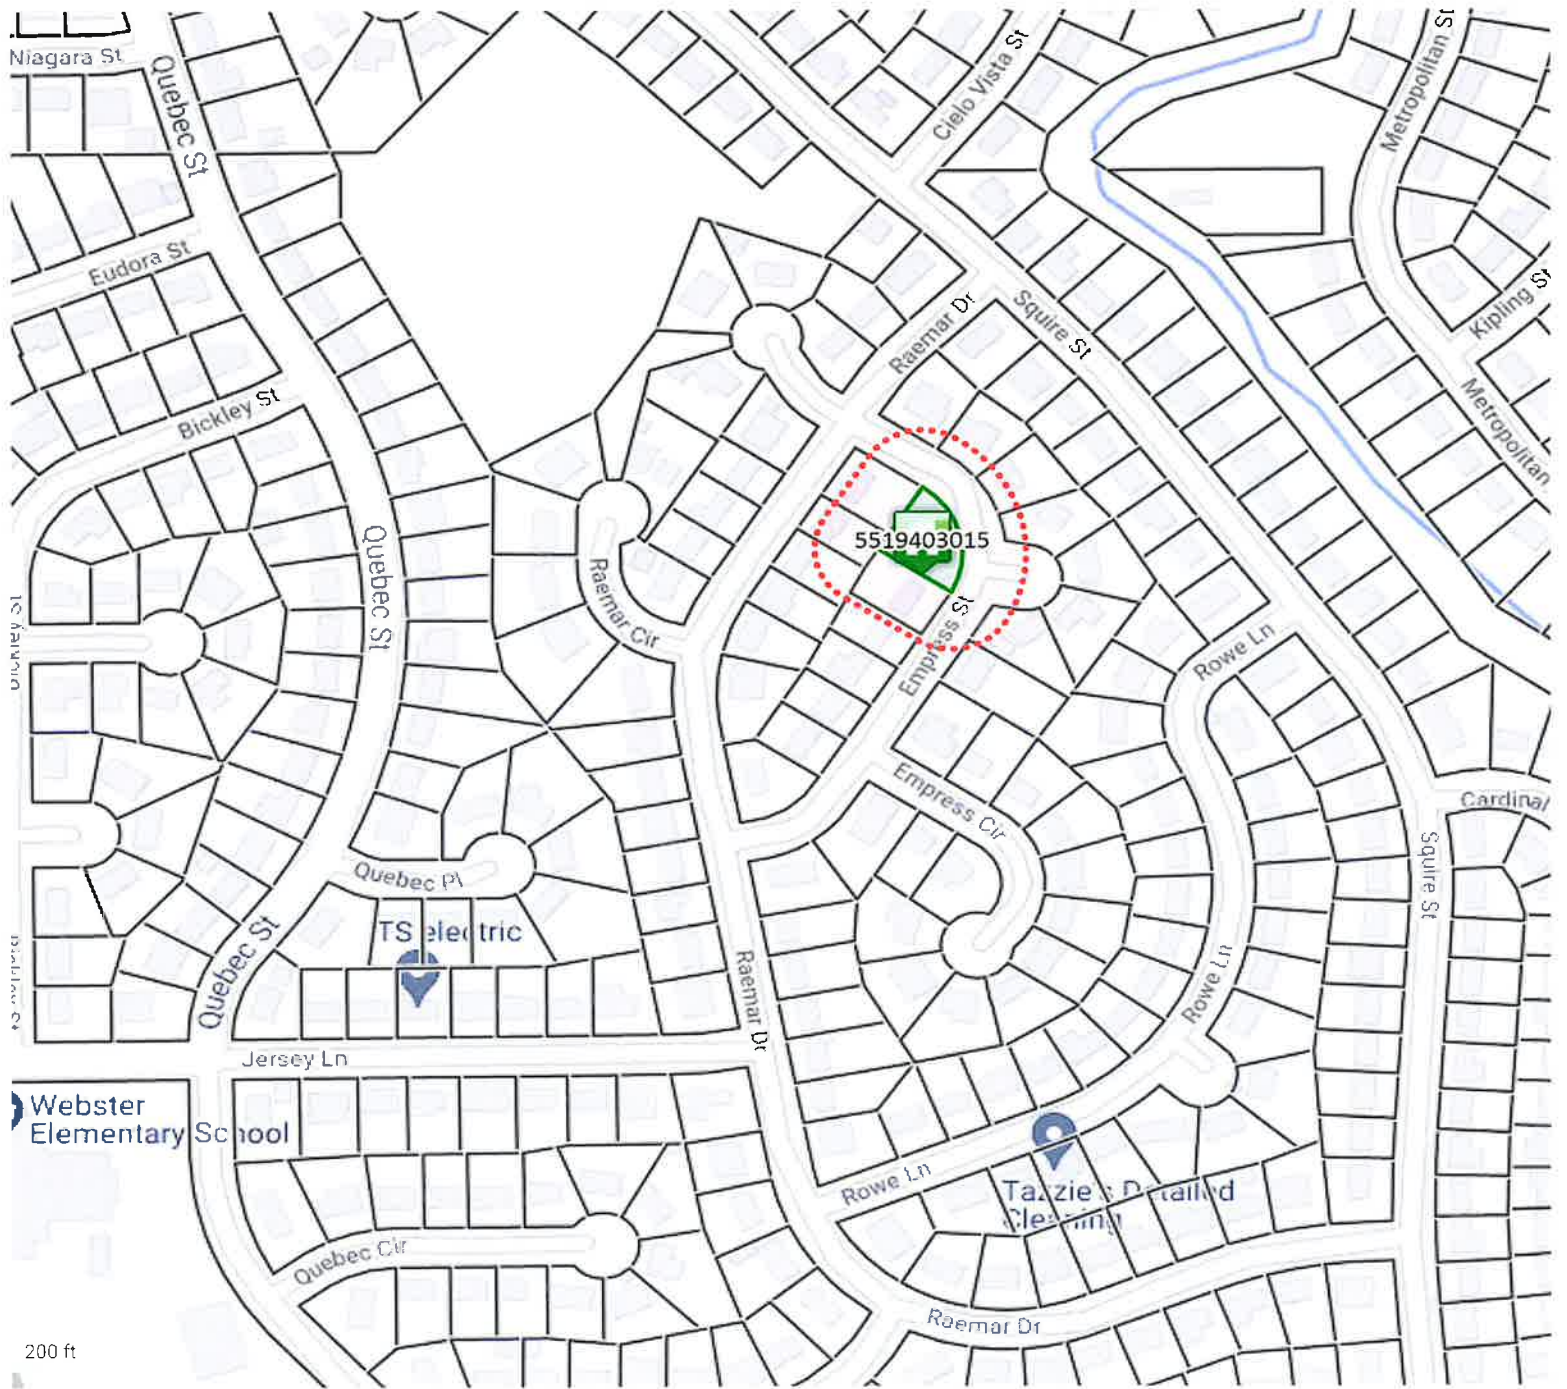 Niagara St
Quebec St
Cielo Vista St
Metropolitan St
Eudora St
Kipling St
Raemar Dr
Squire St
Bickley St
Metropolitan
Quebec St
5519403015
Raemar Cir
Empress St
Rowe Ln
Empress Cir
Cardinal
Squire St
Quebec Pl
TS electric
Quebec St
Raemar Dr
Rowe Ln
Jersey Ln
Webster
Elementary School
Rowe Ln
Tazzie's Detailed
Cleaning
Quebec Cir
Raemar Dr
200 ft